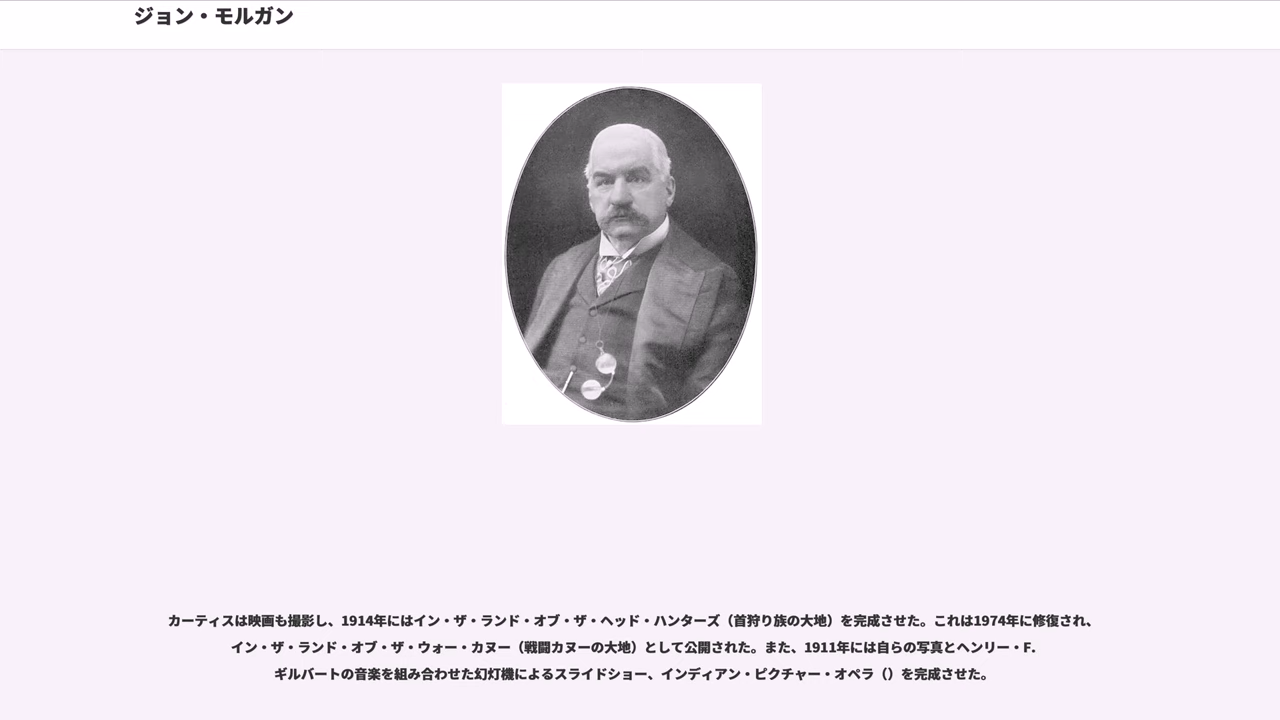 ジョン・モルガン
カーティスは映画も撮影し、1914年にはイン・ザ・ランド・オブ・ザ・ヘッド・ハンターズ（首狩り族の大地）を完成させた。これは1974年に修復され、
イン・ザ・ランド・オブ・ザ・ウォー・カヌー（戦闘カヌーの大地）として公開された。また、1911年には自らの写真とヘンリー・F.
ギルバートの音楽を組み合わせた幻灯機によるスライドショー、インディアン・ピクチャー・オペラ（）を完成させた。